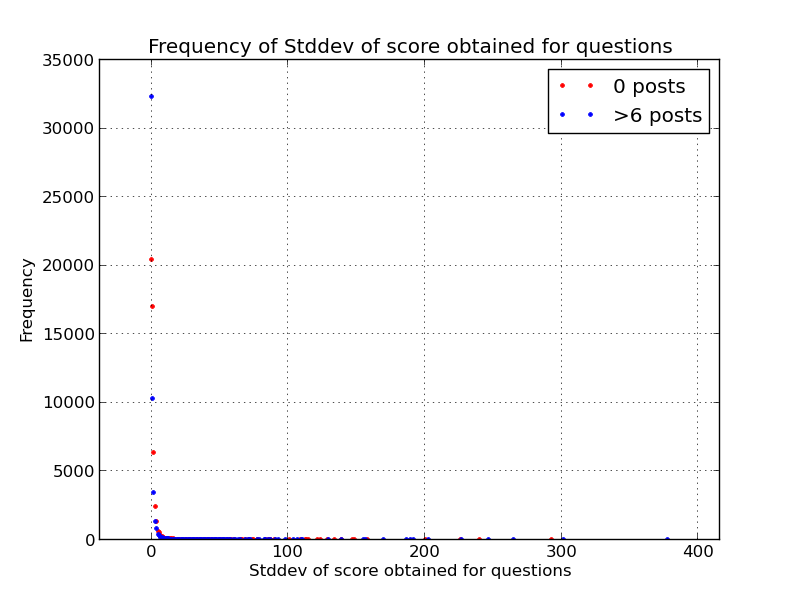 Frequency of Stddev of score obtained for questions
35000
30000
25000
20000
15000
10000
5000
0
Frequency
0 posts
>6 posts
0 100 200 300 400
Stddev of score obtained for questions